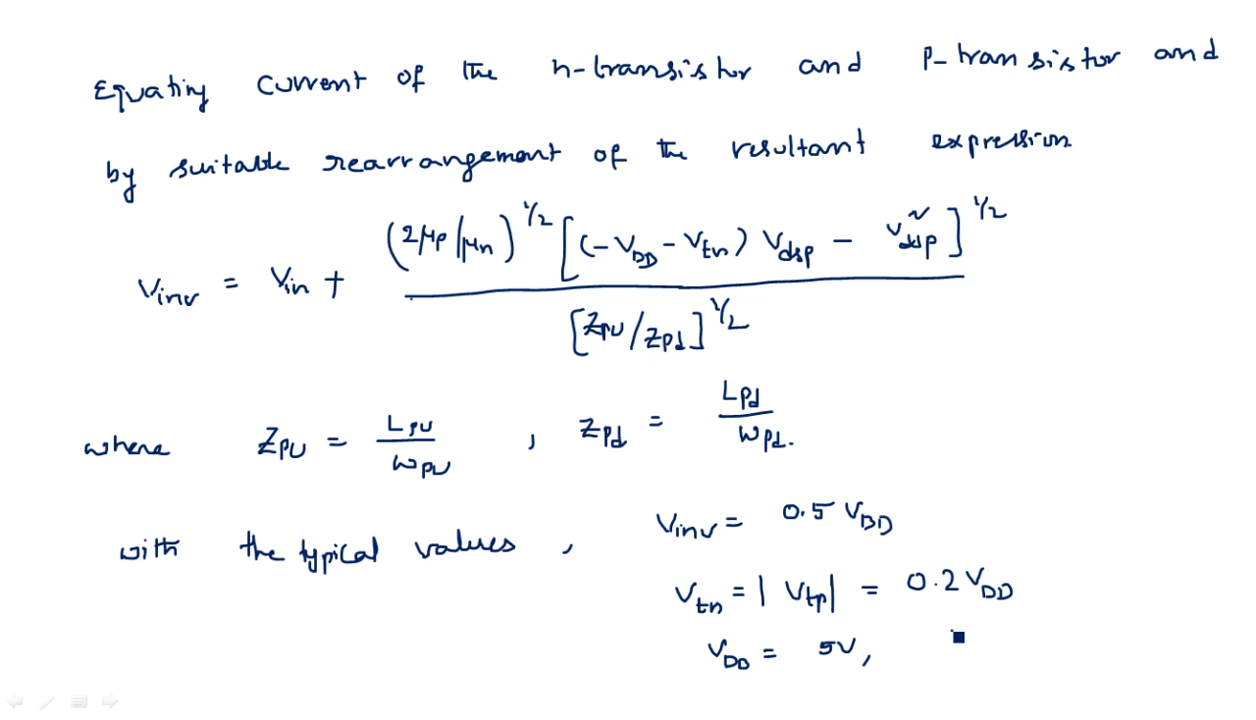 Equating current of the n-transistor and P-transistor and
by suitable rearrangement of the resultant expression
Vinv = Vin + (2μp/μn)^1/2 [(-VDD - Vtn) Vdsp - V²dsp]^1/2 / [Zpu/Zpd]^1/2
where Zpu = Lpu/Wpu , Zpd = Lpd/Wpd.
with the typical values, Vinv = 0.5 VDD
Vtn = |Vtp| = 0.2 VDD
VDD = 5V,